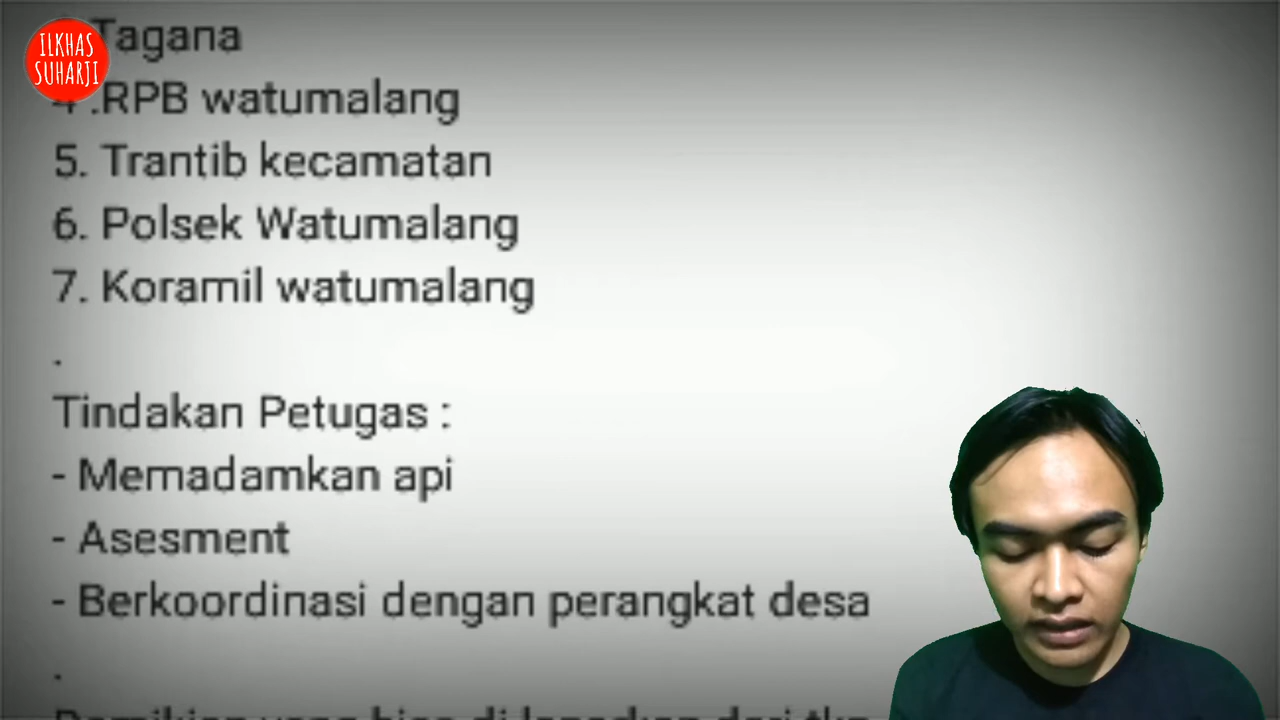 ILKHAS
SUHARJI
Tagana
4 .RPB watumalang
5. Trantib kecamatan
6. Polsek Watumalang
7. Koramil watumalang
.
Tindakan Petugas :
- Memadamkan api
- Asesment
- Berkoordinasi dengan perangkat desa
.